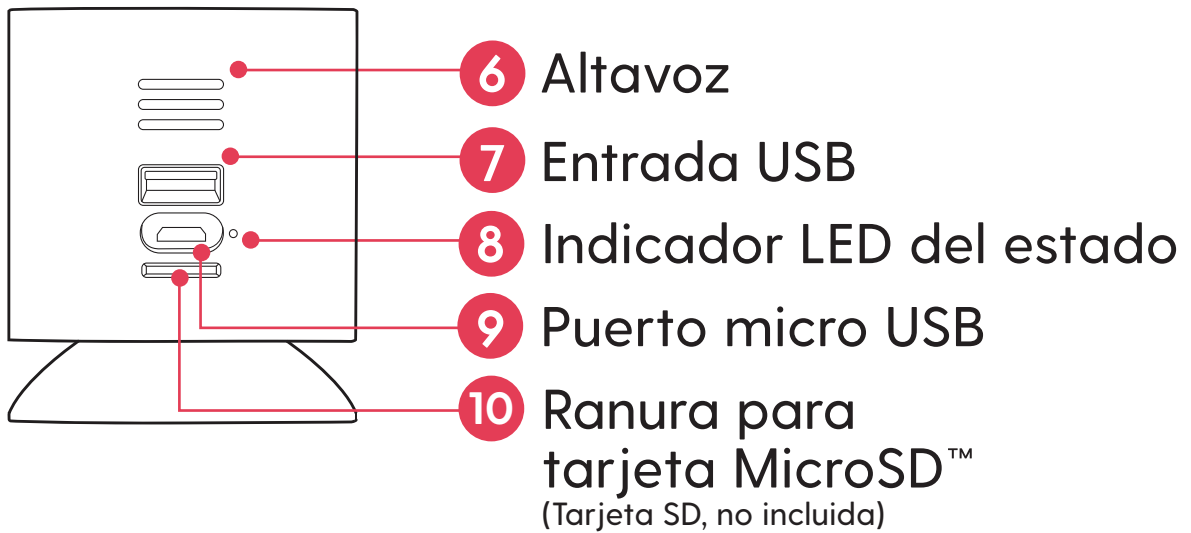 6 Altavoz
7 Entrada USB
8 Indicador LED del estado
9 Puerto micro USB
10 Ranura para
tarjeta MicroSD™
(Tarjeta SD, no incluida)